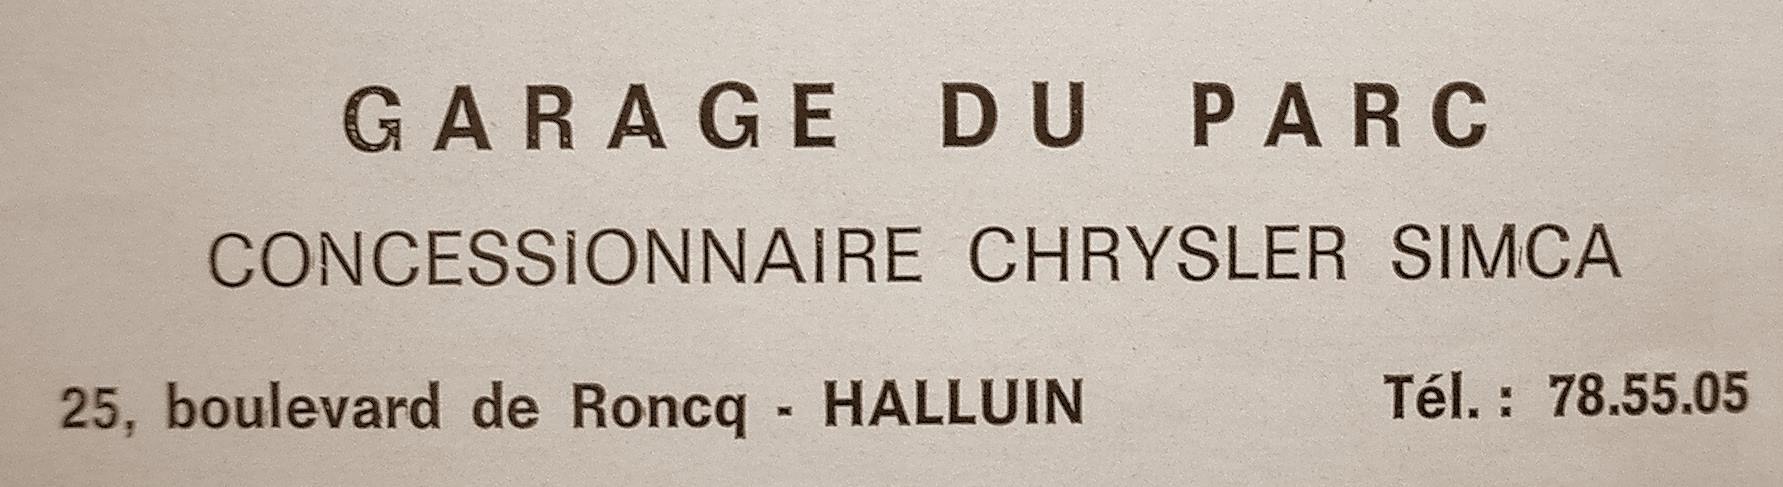 GARAGE DU PARC
CONCESSIONNAIRE CHRYSLER SIMCA
25, boulevard de Roncq - HALLUIN Tél. : 78.55.05